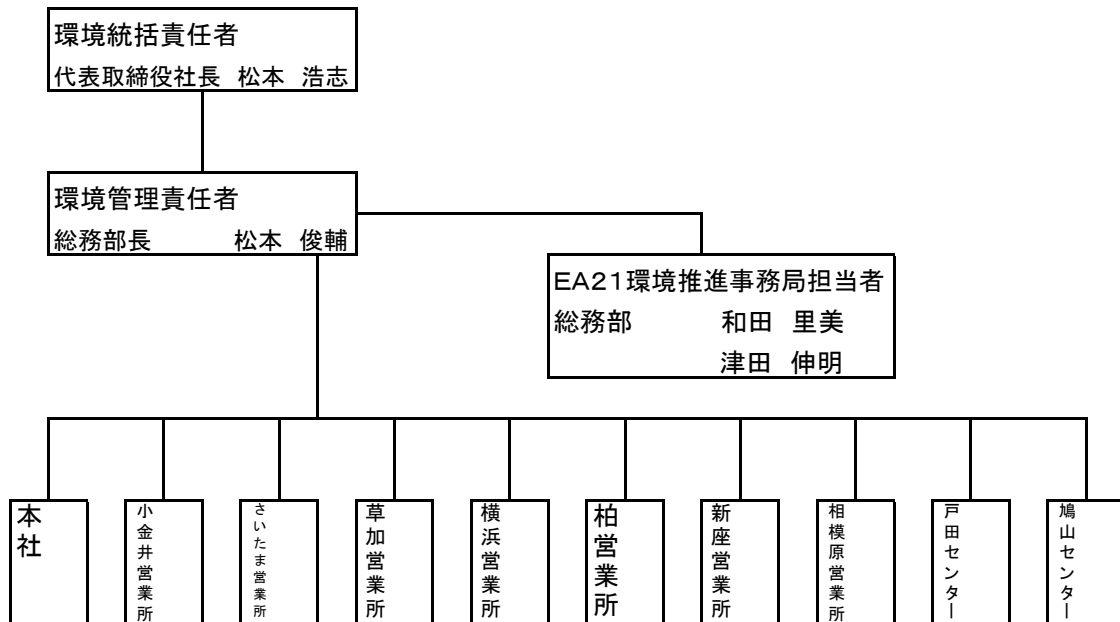 環境統括責任者
代表取締役社長 松本 浩志
環境管理責任者
総務部長 松本 俊輔
EA21環境推進事務局担当者
総務部 和田 里美
津田 伸明
本社
小金井営業所
さいたま営業所
草加営業所
横浜営業所
柏営業所
新座営業所
相模原営業所
戸田センター
鳩山センター